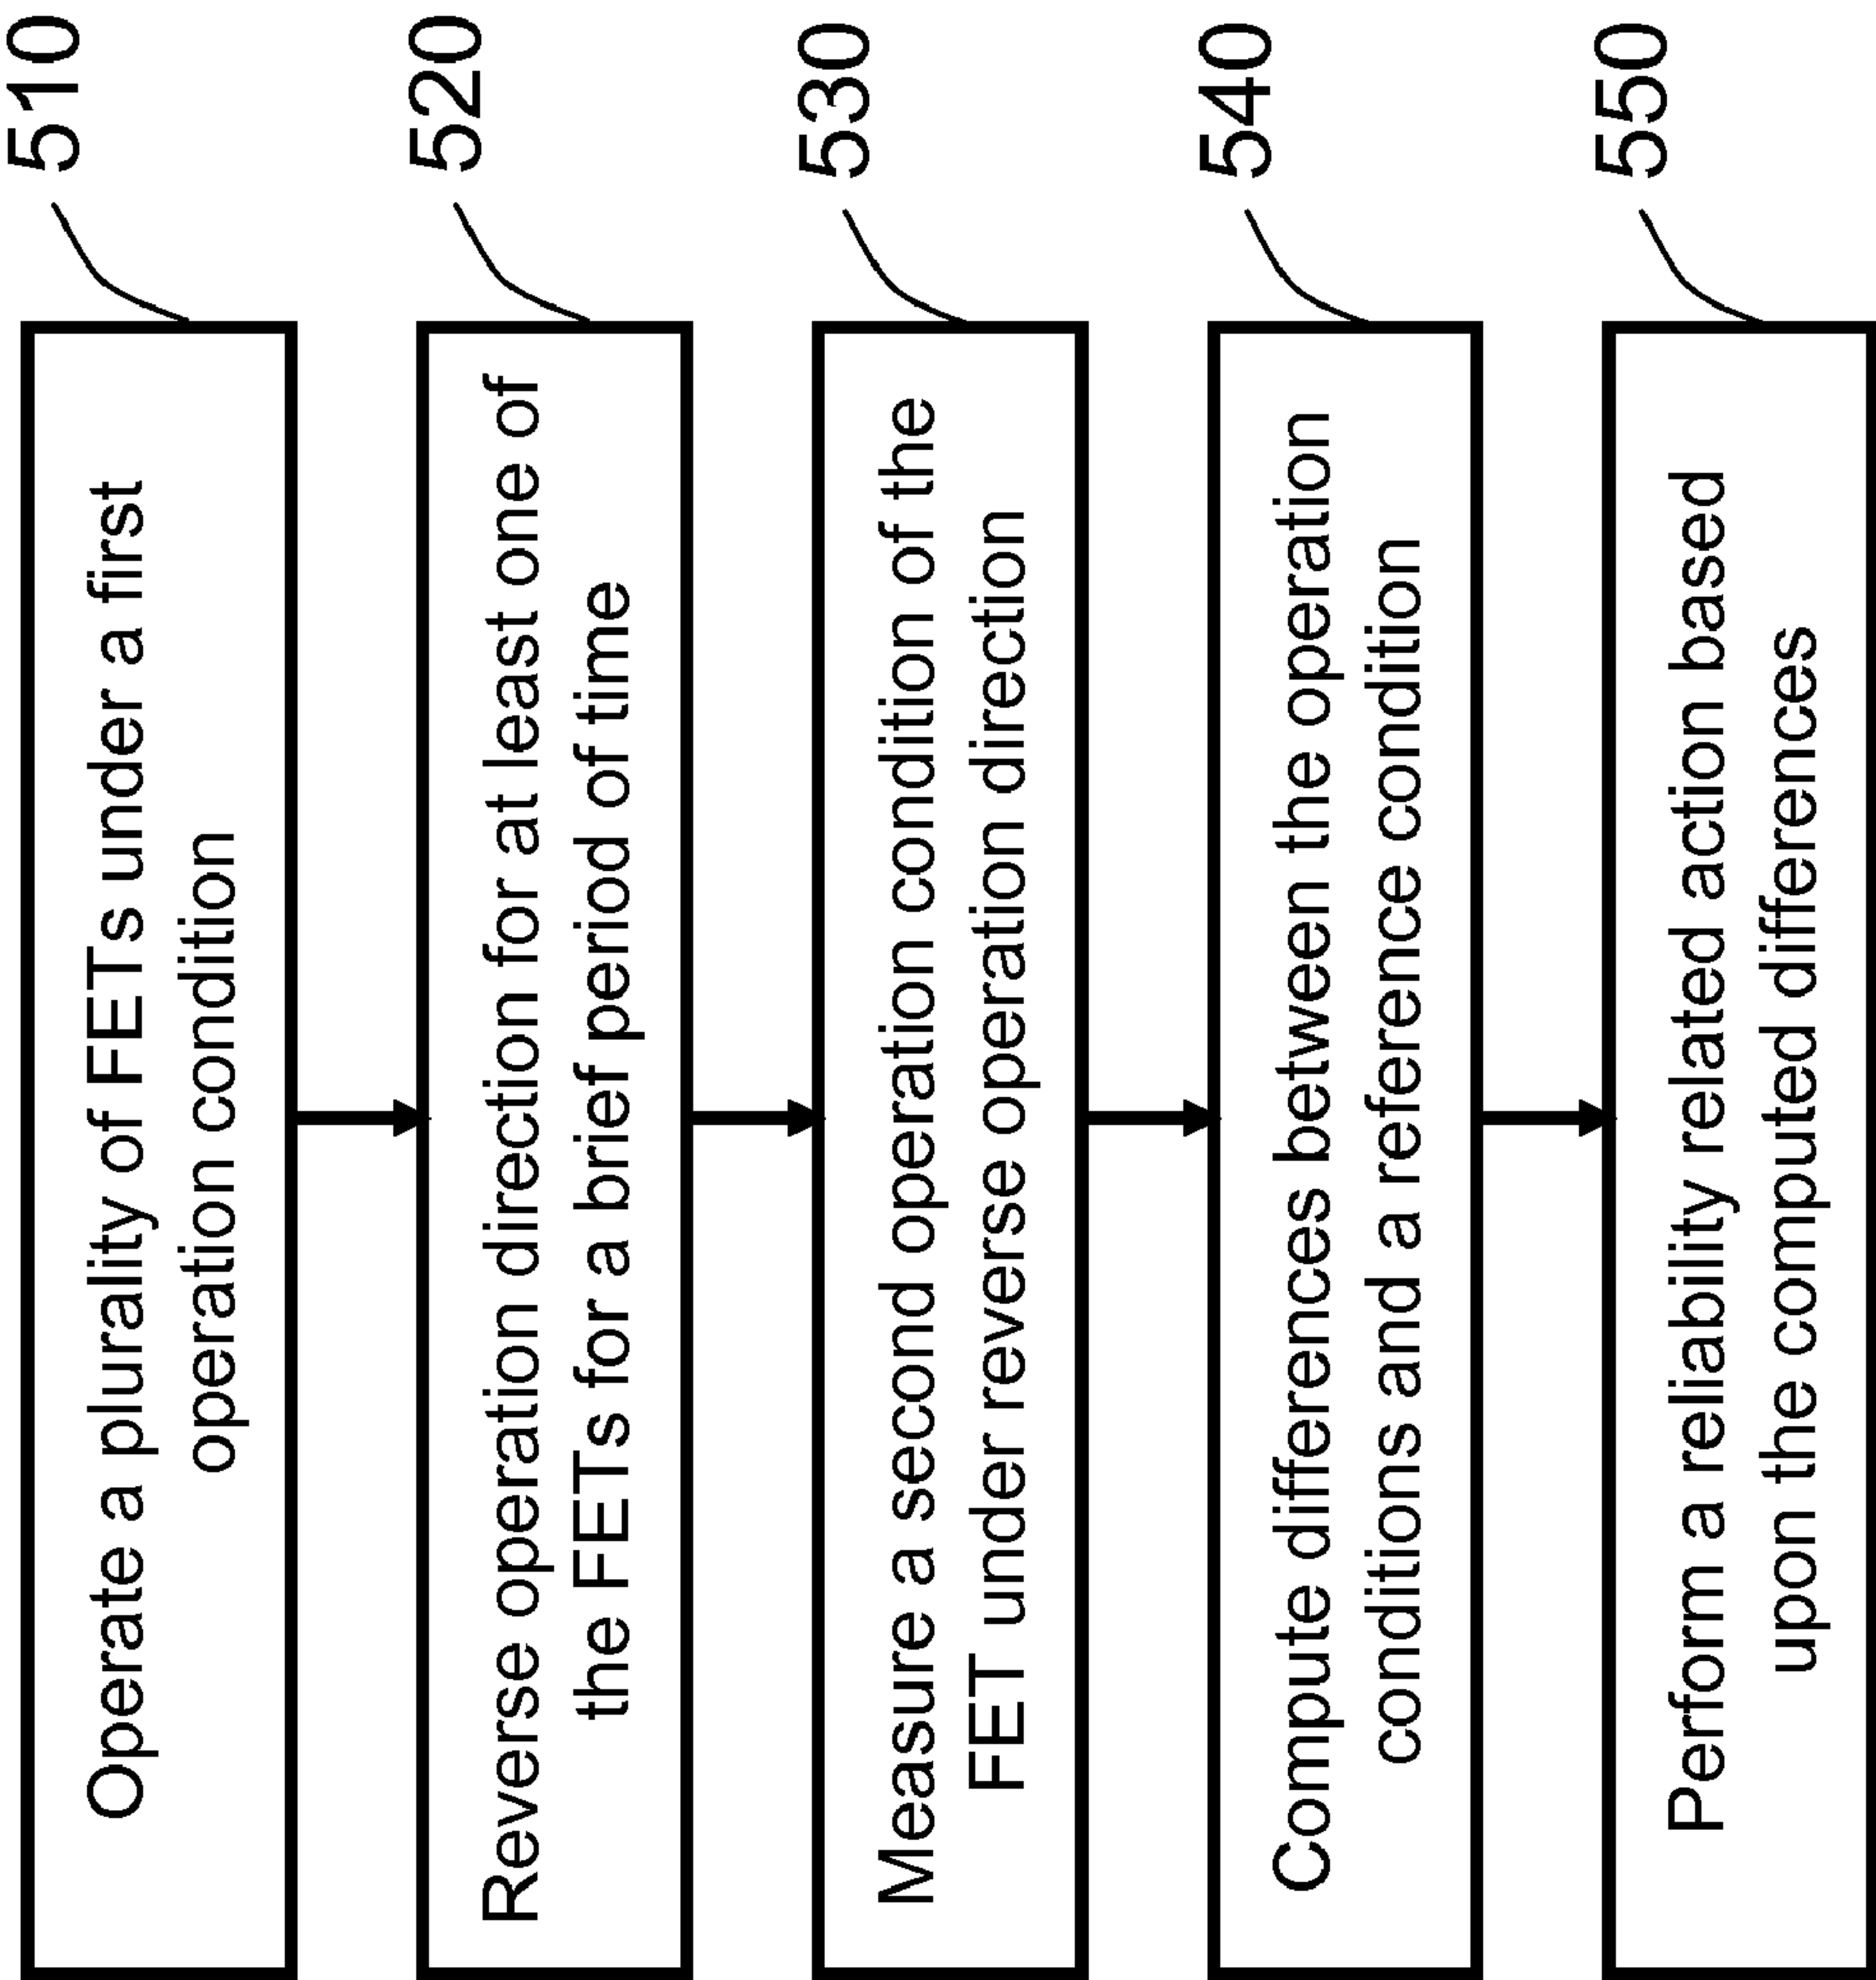 Operate a plurality of FETs under a first
operation condition
510
Reverse operation direction for at least one of
the FETs for a brief period of time
520
Measure a second operation condition of the
FET under reverse operation direction
530
Compute differences between the operation
conditions and a reference condition
540
Perform a reliability related action based
upon the computed differences
550